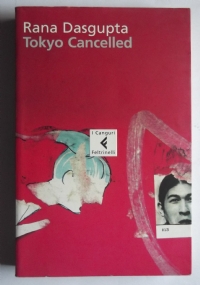 Rana Dasgupta
Tokyo Cancelled
I Canguri
Feltrinelli